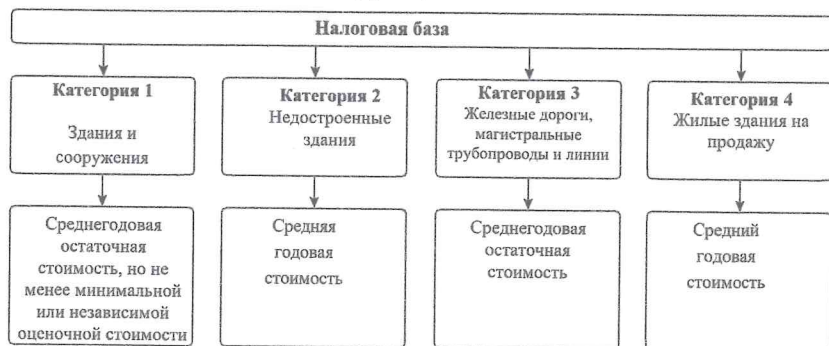 Налоговая база
Категория 1
Здания и
сооружения
Категория 2
Недостроенные
здания
Категория 3
Железные дороги,
магистральные
трубопроводы и линии
Категория 4
Жилые здания на
продажу
Среднегодовая
остаточная
стоимость, но не
менее минимальной
или независимой
оценочной стоимости
Средняя
годовая
стоимость
Среднегодовая
остаточная
стоимость
Средний
годовая
стоимость